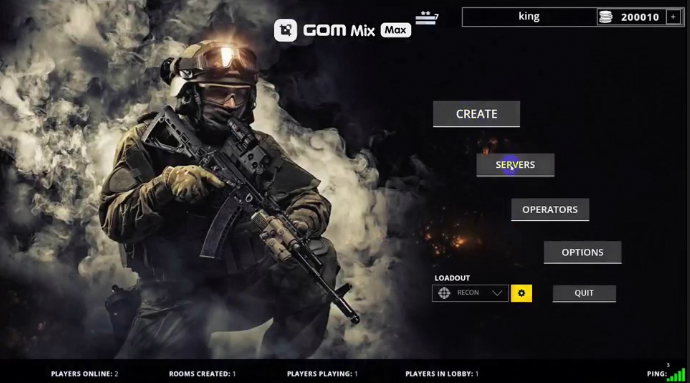 GOM Mix Max
king
200010 +
CREATE
SERVERS
OPERATORS
OPTIONS
LOADOUT
RECON
QUIT
PLAYERS ONLINE: 2
ROOMS CREATED: 1
PLAYERS PLAYING: 1
PLAYERS IN LOBBY: 1
PING:
3